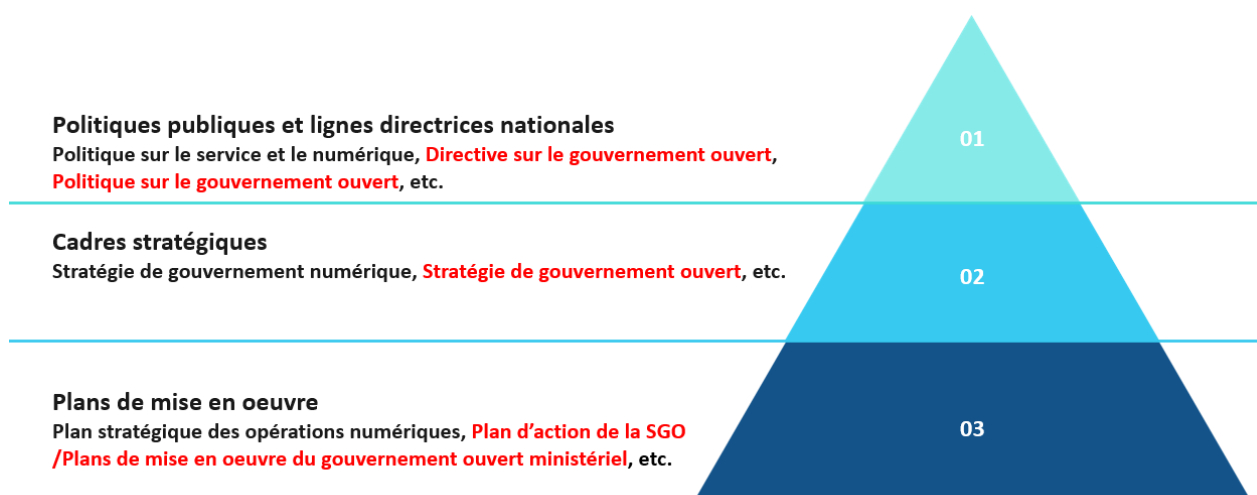 Politiques publiques et lignes directrices nationales
Politique sur le service et le numérique, Directive sur le gouvernement ouvert,
Politique sur le gouvernement ouvert, etc.
01
Cadres stratégiques
Stratégie de gouvernement numérique, Stratégie de gouvernement ouvert, etc.
02
Plans de mise en oeuvre
Plan stratégique des opérations numériques, Plan d’action de la SGO
/Plans de mise en oeuvre du gouvernement ouvert ministériel, etc.
03